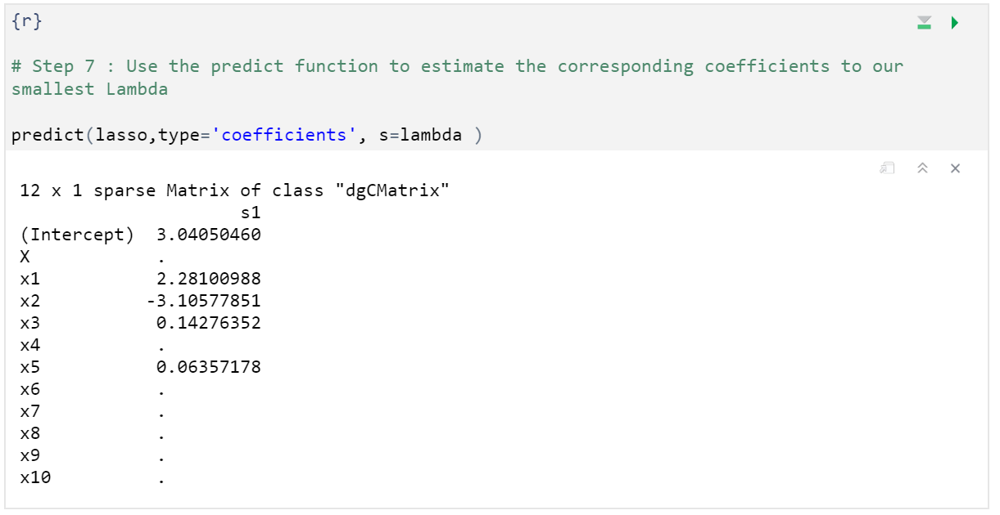 {r}
# Step 7 : Use the predict function to estimate the corresponding coefficients to our
smallest Lambda
predict(lasso,type='coefficients', s=lambda )
12 x 1 sparse Matrix of class "dgCMatrix"
s1
(Intercept) 3.04050460
X .
x1 2.28100988
x2 -3.10577851
x3 0.14276352
x4 .
x5 0.06357178
x6 .
x7 .
x8 .
x9 .
x10 .